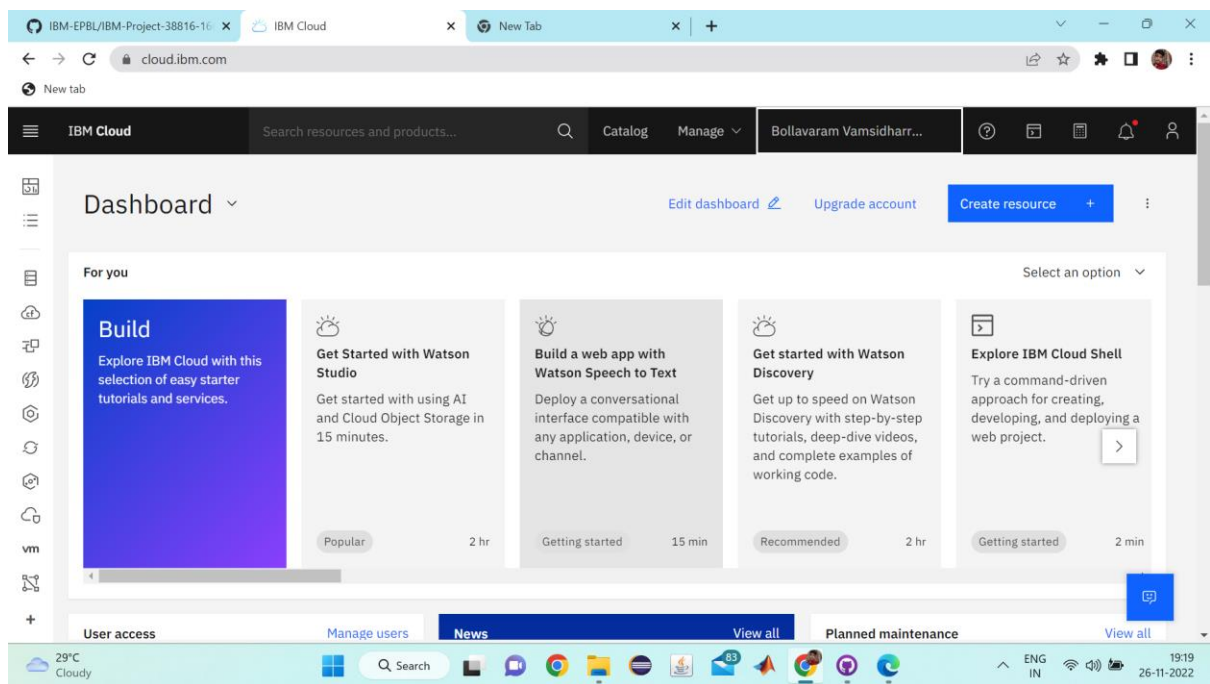 IBM-EPBL/IBM-Project-38816-16
IBM Cloud
New Tab
cloud.ibm.com
New tab
IBM Cloud
Search resources and products...
Catalog
Manage
Bollavaram Vamsidharr...
Dashboard
Edit dashboard
Upgrade account
Create resource +
For you
Select an option
Build
Explore IBM Cloud with this
selection of easy starter
tutorials and services.
Get Started with Watson
Studio
Get started with using AI
and Cloud Object Storage in
15 minutes.
Popular
2 hr
Build a web app with
Watson Speech to Text
Deploy a conversational
interface compatible with
any application, device, or
channel.
Getting started
15 min
Get started with Watson
Discovery
Get up to speed on Watson
Discovery with step-by-step
tutorials, deep-dive videos,
and complete examples of
working code.
Recommended
2 hr
Explore IBM Cloud Shell
Try a command-driven
approach for creating,
developing, and deploying a
web project.
Getting started
2 min
cf
vm
User access
Manage users
News
View all
Planned maintenance
View all
29°C
Cloudy
Search
83
ENG
IN
19:19
26-11-2022